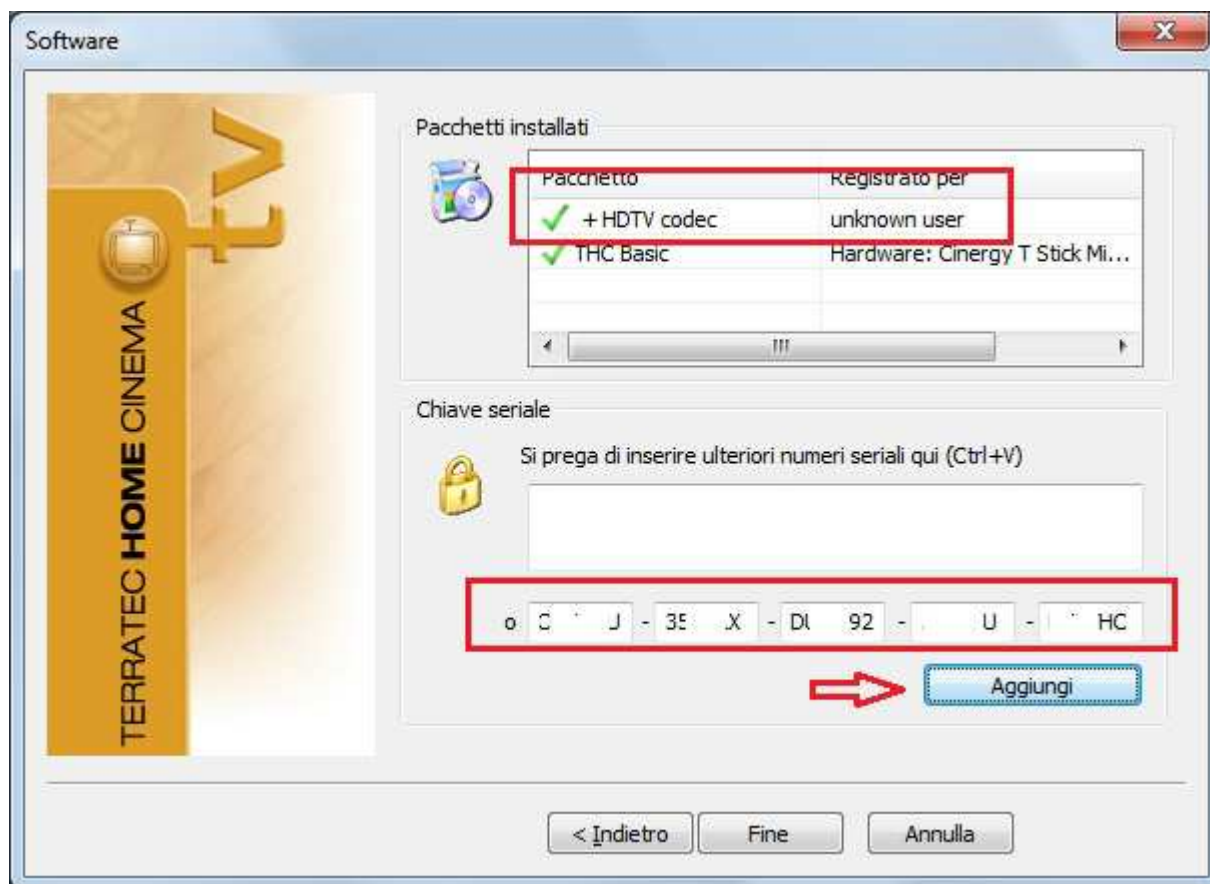 Software
tv
TERRATEC HOME CINEMA
Pacchetti installati
Pacchetto Registrato per
+ HDTV codec unknown user
THC Basic Hardware: Cinergy T Stick Mi...
Chiave seriale
Si prega di inserire ulteriori numeri seriali qui (Ctrl+V)
o
Aggiungi
< Indietro Fine Annulla